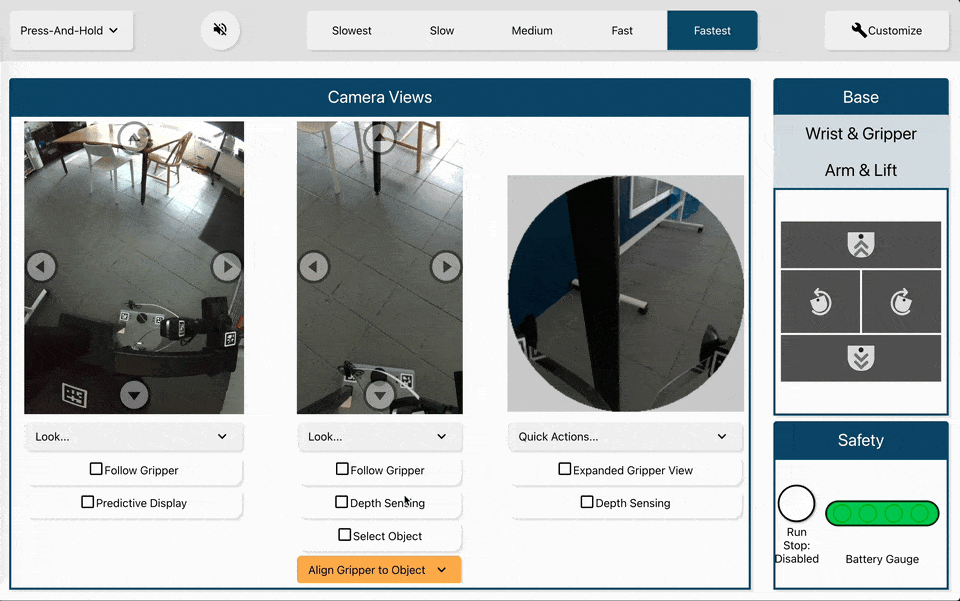 Press-And-Hold
Slowest
Slow
Medium
Fast
Fastest
Customize
Camera Views
Look...
Follow Gripper
Predictive Display
Look...
Follow Gripper
Depth Sensing
Select Object
Align Gripper to Object
Quick Actions...
Expanded Gripper View
Depth Sensing
Base
Wrist & Gripper
Arm & Lift
Safety
Run
Stop:
Disabled
Battery Gauge